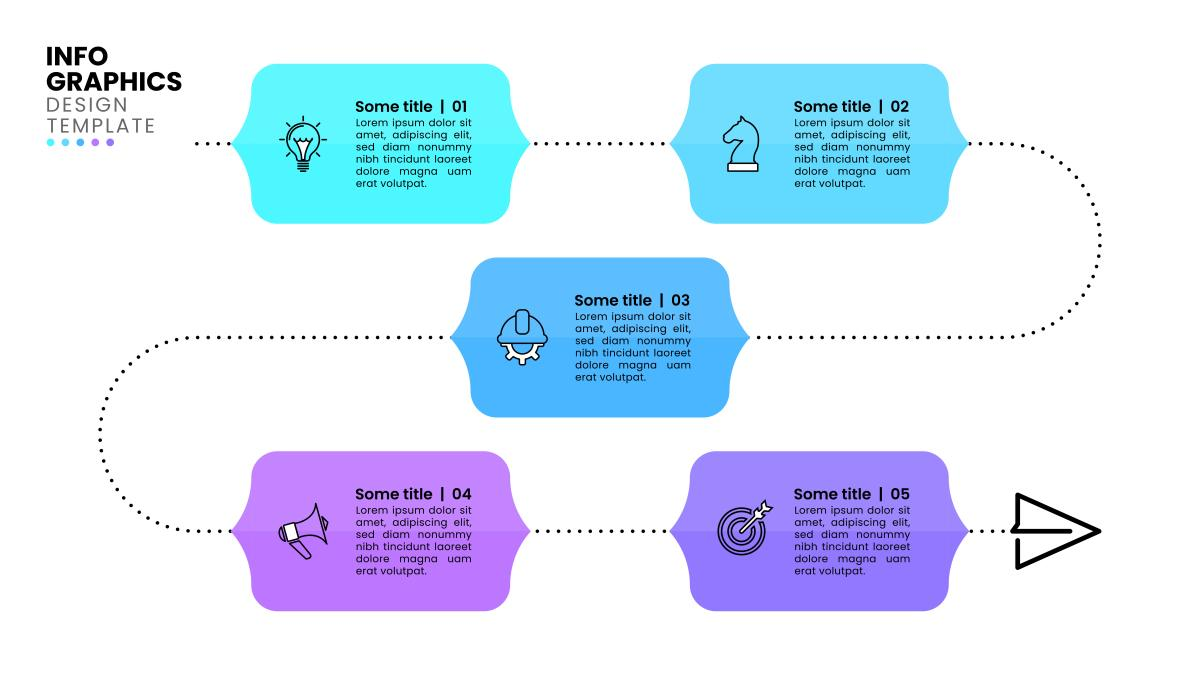 INFO
GRAPHICS
DESIGN
TEMPLATE
Some title | 01
Lorem ipsum dolor sit
amet, adipiscing elit,
sed diam nonummy
nibh tincidunt laoreet
dolore magna uam
erat volutpat.
Some title | 02
Lorem ipsum dolor sit
amet, adipiscing elit,
sed diam nonummy
nibh tincidunt laoreet
dolore magna uam
erat volutpat.
Some title | 03
Lorem ipsum dolor sit
amet, adipiscing elit,
sed diam nonummy
nibh tincidunt laoreet
dolore magna uam
erat volutpat.
Some title | 04
Lorem ipsum dolor sit
amet, adipiscing elit,
sed diam nonummy
nibh tincidunt laoreet
dolore magna uam
erat volutpat.
Some title | 05
Lorem ipsum dolor sit
amet, adipiscing elit,
sed diam nonummy
nibh tincidunt laoreet
dolore magna uam
erat volutpat.